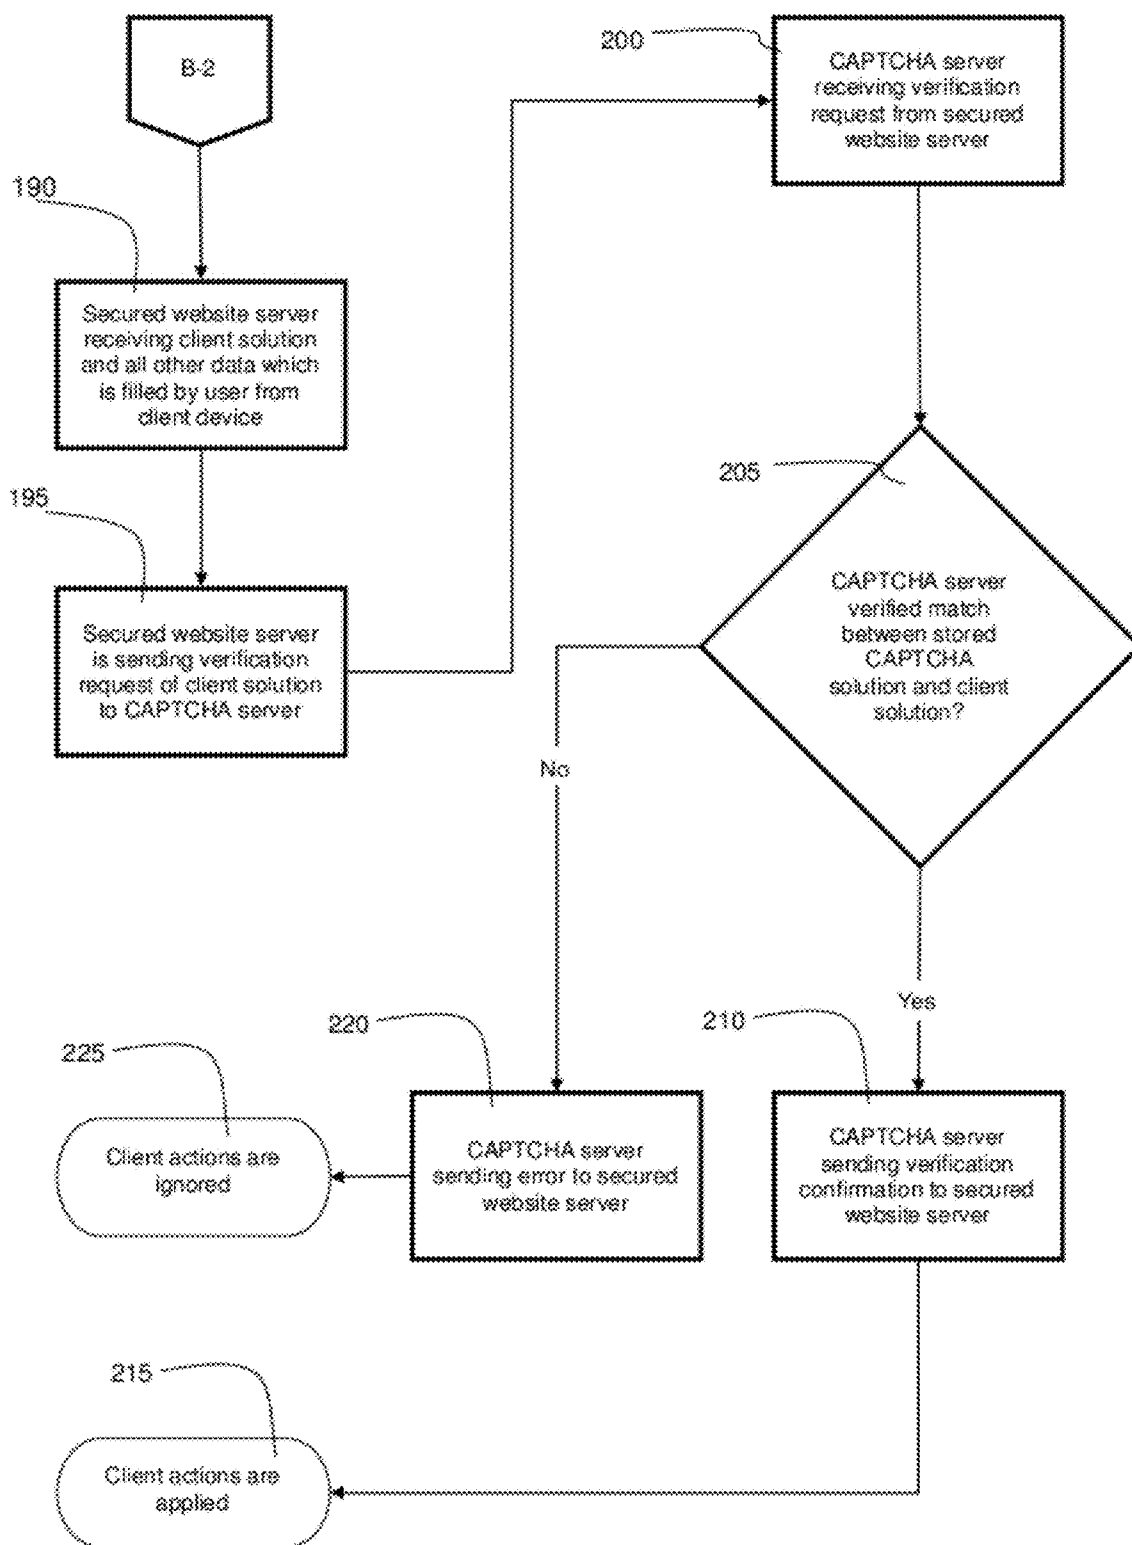 B-2
190
Secured website server
receiving client solution
and all other data which
is filled by user from
client device
195
Secured website server
is sending verification
request of client solution
to CAPTCHA server
200
CAPTCHA server
receiving verification
request from secured
website server
205
CAPTCHA server
verified match
between stored
CAPTCHA
solution and client
solution?
No
Yes
210
CAPTCHA server
sending verification
confirmation to secured
website server
220
CAPTCHA server
sending error to secured
website server
225
Client actions are
ignored
215
Client actions are
applied